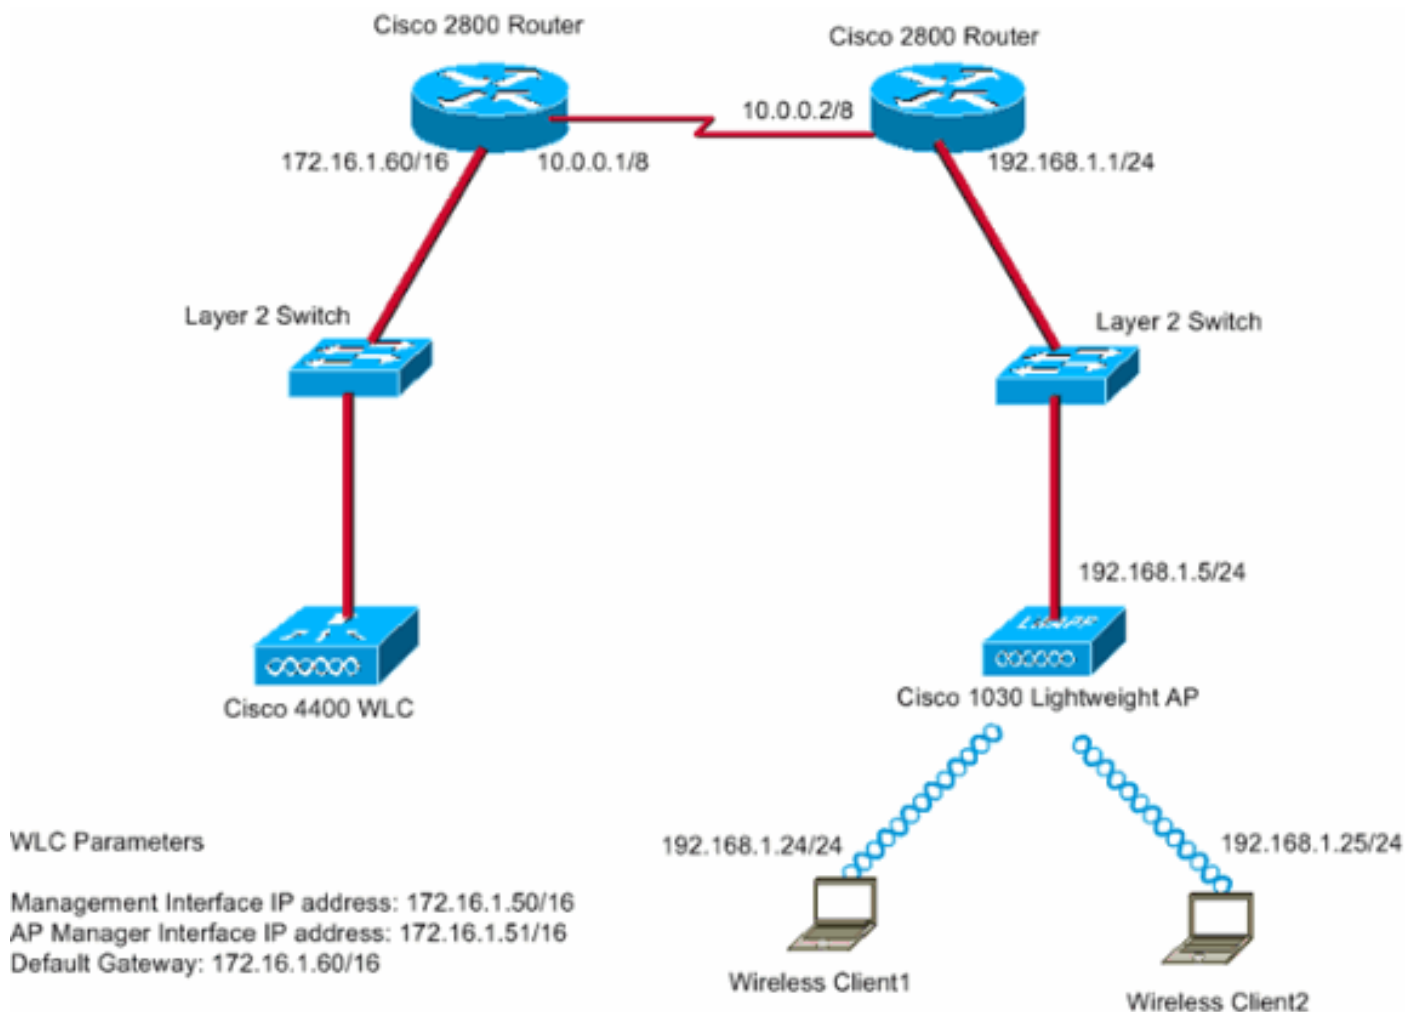 Cisco 2800 Router
Cisco 2800 Router
10.0.0.2/8
172.16.1.60/16
10.0.0.1/8
192.168.1.1/24
Layer 2 Switch
Layer 2 Switch
192.168.1.5/24
LWAPP
Cisco 1030 Lightweight AP
Cisco 4400 WLC
192.168.1.24/24
192.168.1.25/24
WLC Parameters
Management Interface IP address: 172.16.1.50/16
AP Manager Interface IP address: 172.16.1.51/16
Default Gateway: 172.16.1.60/16
Wireless Client1
Wireless Client2